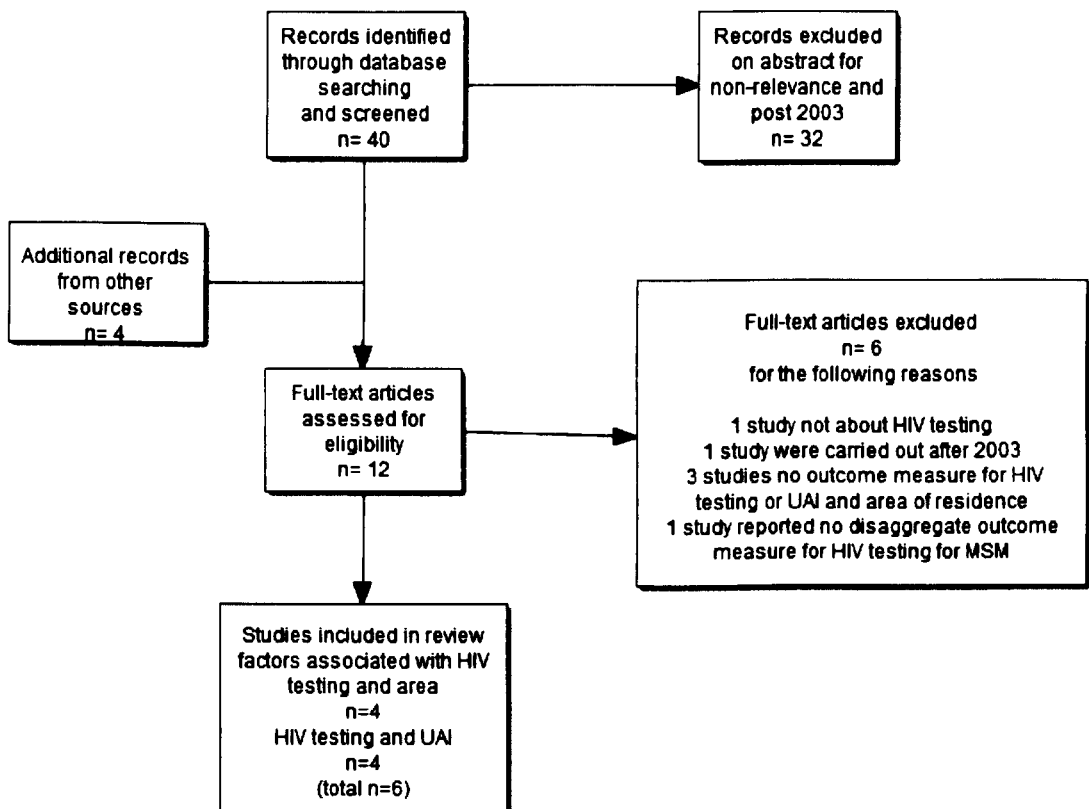 Records identified
through database
searching
and screened
n= 40
Records excluded
on abstract for
non-relevance and
post 2003
n= 32
Additional records
from other
sources
n= 4
Full-text articles
assessed for
eligibility
n= 12
Full-text articles excluded
n= 6
for the following reasons
1 study not about HIV testing
1 study were carried out after 2003
3 studies no outcome measure for HIV
testing or UAI and area of residence
1 study reported no disaggregate outcome
measure for HIV testing for MSM
Studies included in review
factors associated with HIV
testing and area
n=4
HIV testing and UAI
n=4
(total n=6)